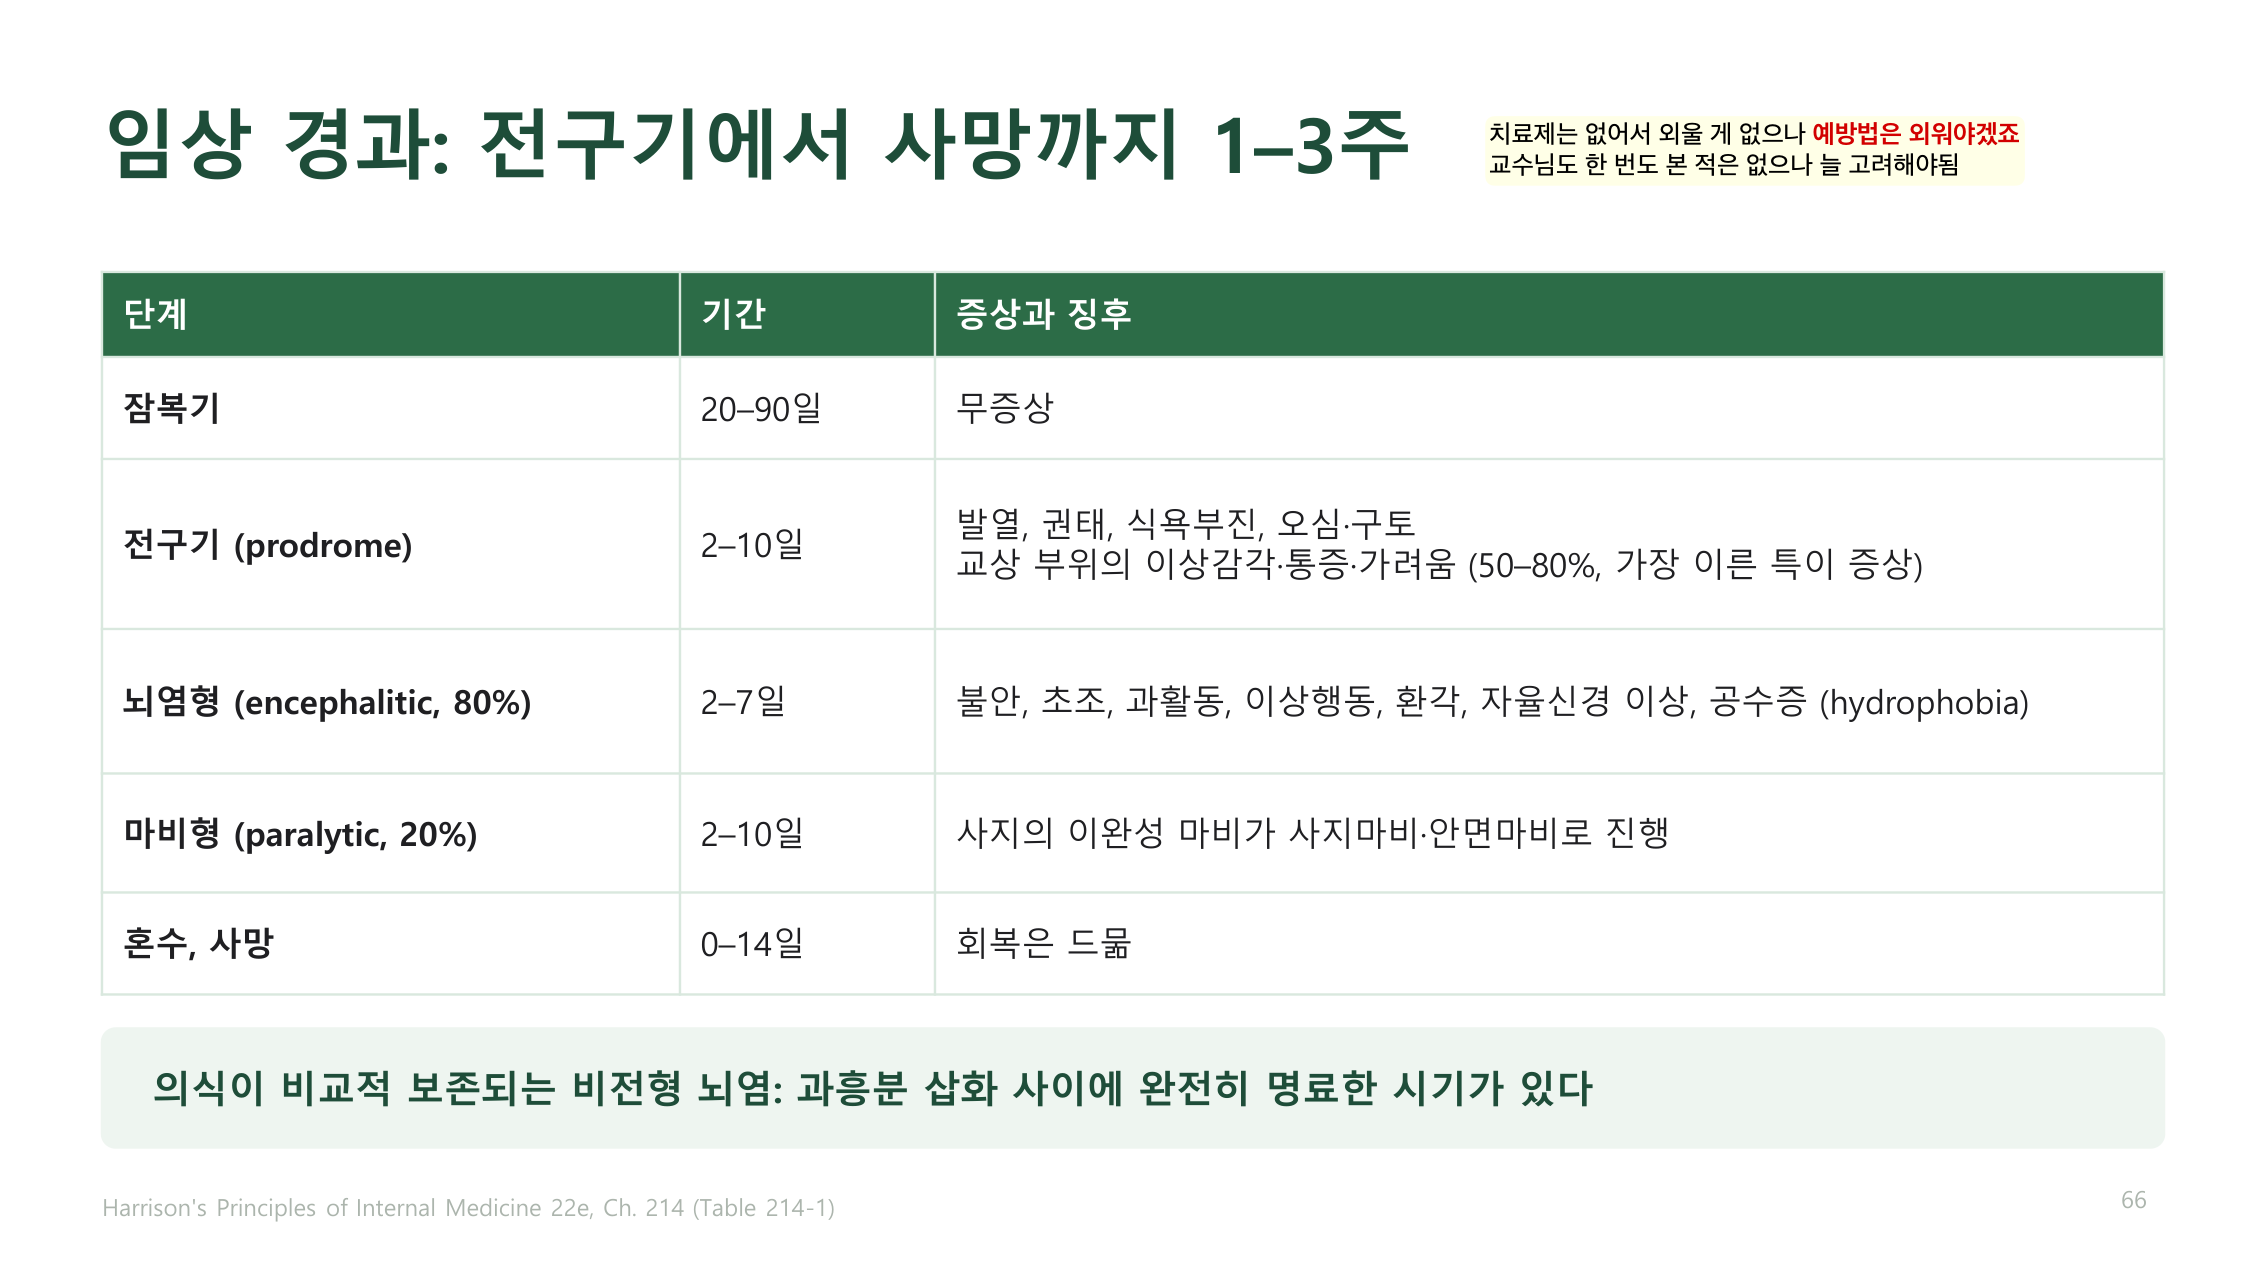 임상 경과: 전구기에서 사망까지 1–3주
치료제는 없어서 외울 게 없으나 예방법은 외워야겠죠
교수님도 한 번도 본 적은 없으나 늘 고려해야됨
단계 기간 증상과 징후
잠복기 20–90일 무증상
전구기 (prodrome) 2–10일 발열, 권태, 식욕부진, 오심·구토
교상 부위의 이상감각·통증·가려움 (50–80%, 가장 이른 특이 증상)
뇌염형 (encephalitic, 80%) 2–7일 불안, 초조, 과활동, 이상행동, 환각, 자율신경 이상, 공수증 (hydrophobia)
마비형 (paralytic, 20%) 2–10일 사지의 이완성 마비가 사지마비·안면마비로 진행
혼수, 사망 0–14일 회복은 드묾
의식이 비교적 보존되는 비전형 뇌염: 과흥분 삽화 사이에 완전히 명료한 시기가 있다
Harrison's Principles of Internal Medicine 22e, Ch. 214 (Table 214-1)
66